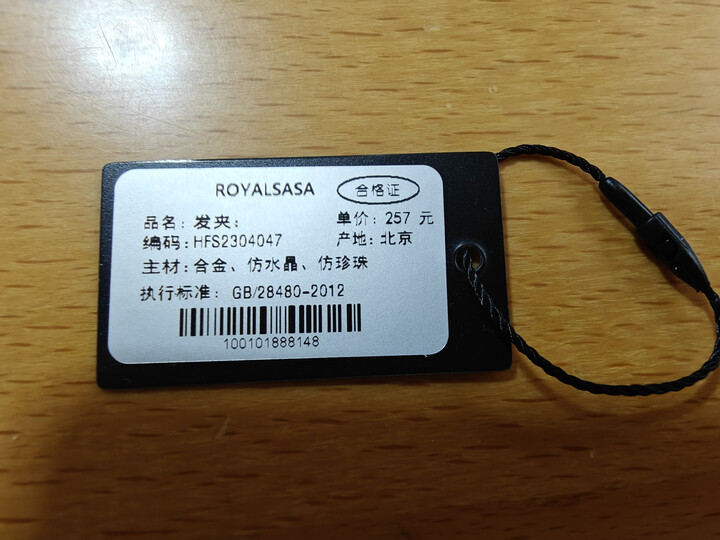 ROYALSASA 合格证
品名: 发夹; 单价: 257 元
编码: HFS2304047 产地: 北京
主材: 合金、仿水晶、仿珍珠
执行标准: GB/28480-2012
100101888148